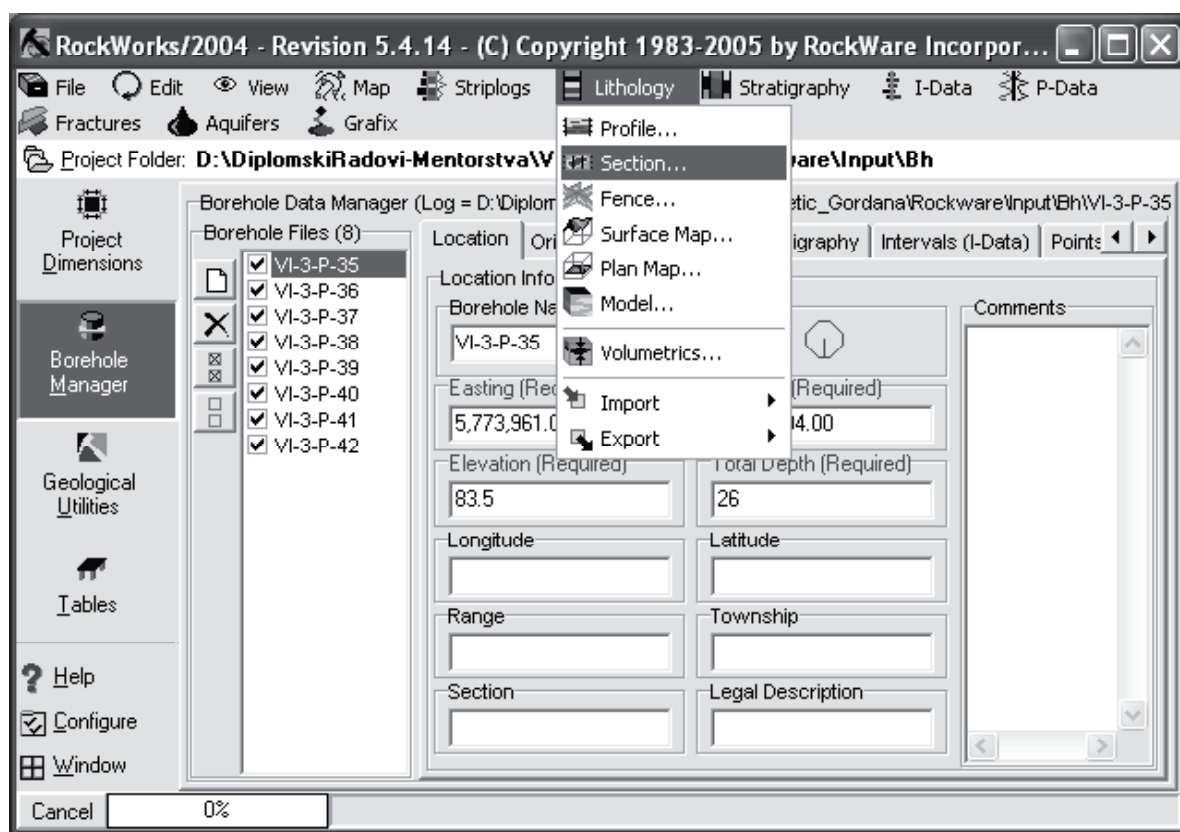 RockWorks/2004 - Revision 5.4.14 - (C) Copyright 1983-2005 by RockWare Incorpor...
File Edit View Map Striplogs Lithology Stratigraphy I-Data P-Data
Fractures Aquifers Grafix
Profile...
Section...
Fence...
Surface Map...
Plan Map...
Model...
Volumetrics...
Import
Export
Project Folder: D:\DiplomskiRadovi-Mentorstva\V are\Input\Bh
Project
Dimensions
Borehole
Manager
Geological
Utilities
Tables
Help
Configure
Window
Borehole Data Manager (Log = D:\Diplom etic_Gordana\Rockware\Input\Bh\VI-3-P-35
Borehole Files (8)
VI-3-P-35
VI-3-P-36
VI-3-P-37
VI-3-P-38
VI-3-P-39
VI-3-P-40
VI-3-P-41
VI-3-P-42
Location Ori igraphy Intervals (I-Data) Points
Location Info
Borehole Na
VI-3-P-35
Easting (Rec (Required)
5,773,961.0 4.00
Elevation (Required) Total Depth (Required)
83.5 26
Longitude Latitude
Range Township
Section Legal Description
Comments
Cancel 0%